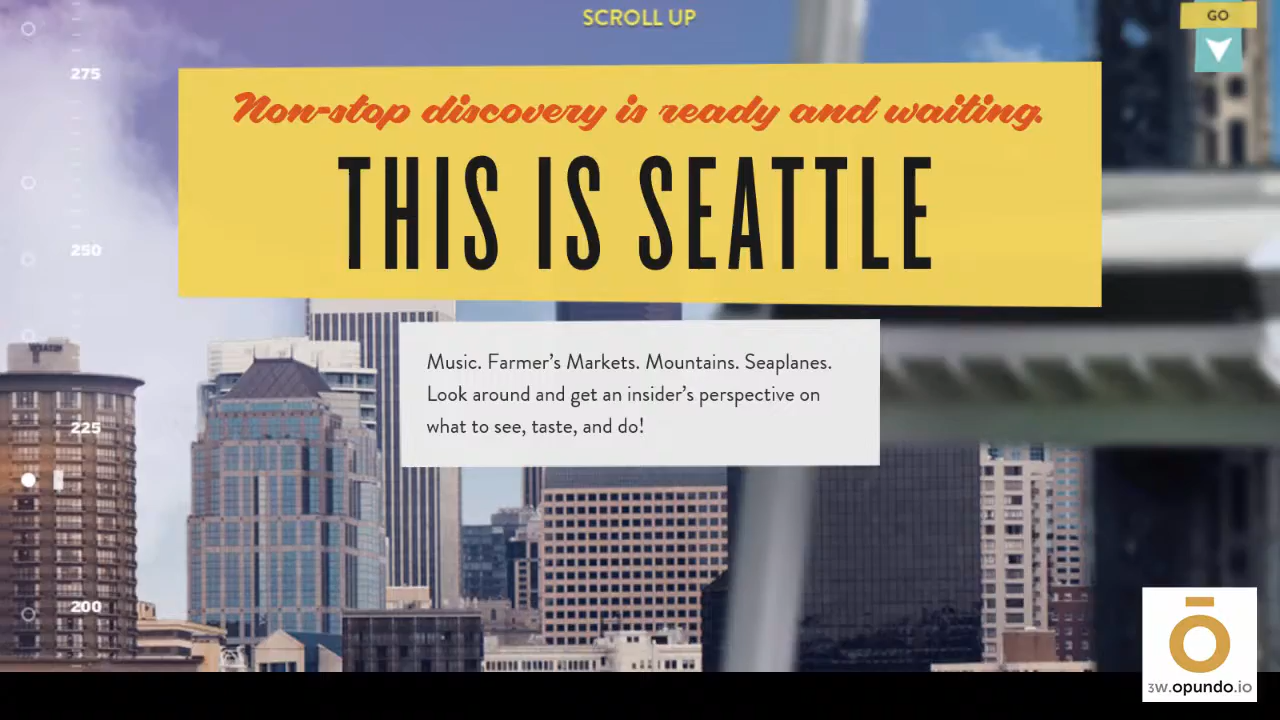 SCROLL UP
GO
275
Non-stop discovery is ready and waiting.
THIS IS SEATTLE
250
Music. Farmer's Markets. Mountains. Seaplanes.
Look around and get an insider's perspective on
what to see, taste, and do!
225
200
3w.opundo.io